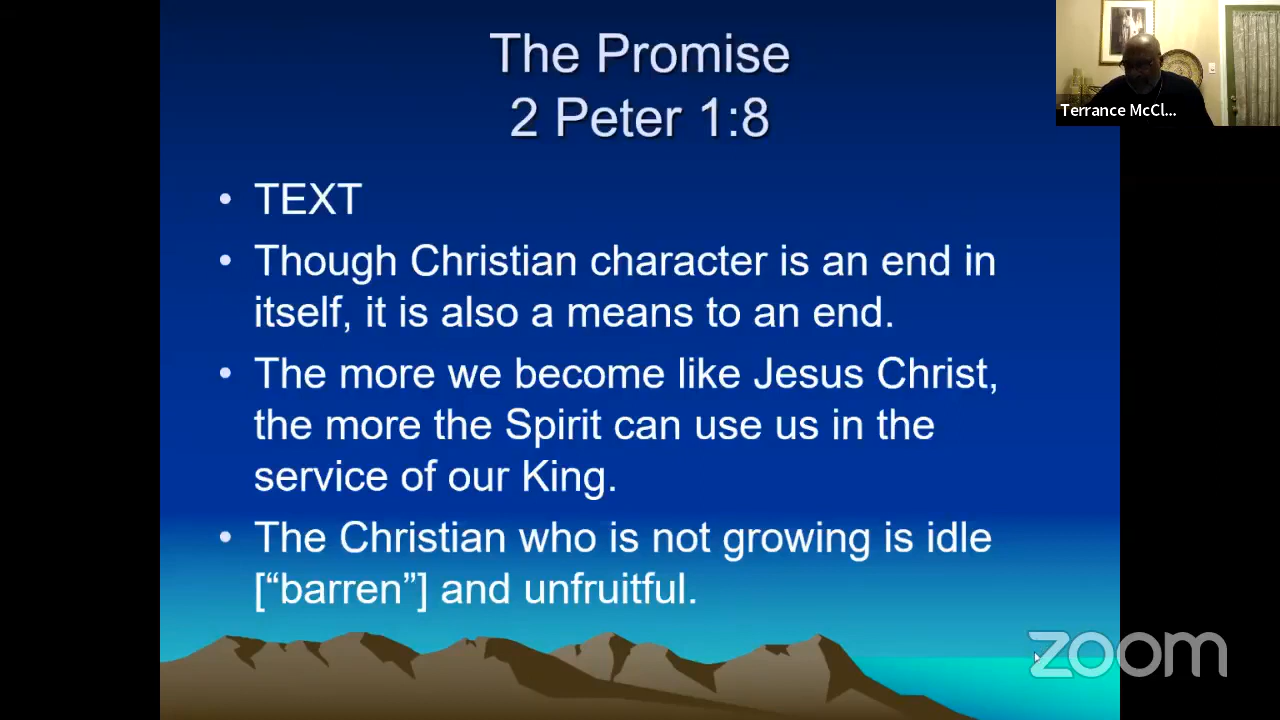 The Promise
2 Peter 1:8
Terrance McCl...
• TEXT
• Though Christian character is an end in
itself, it is also a means to an end.
• The more we become like Jesus Christ,
the more the Spirit can use us in the
service of our King.
• The Christian who is not growing is idle
[“barren”] and unfruitful.
zoom